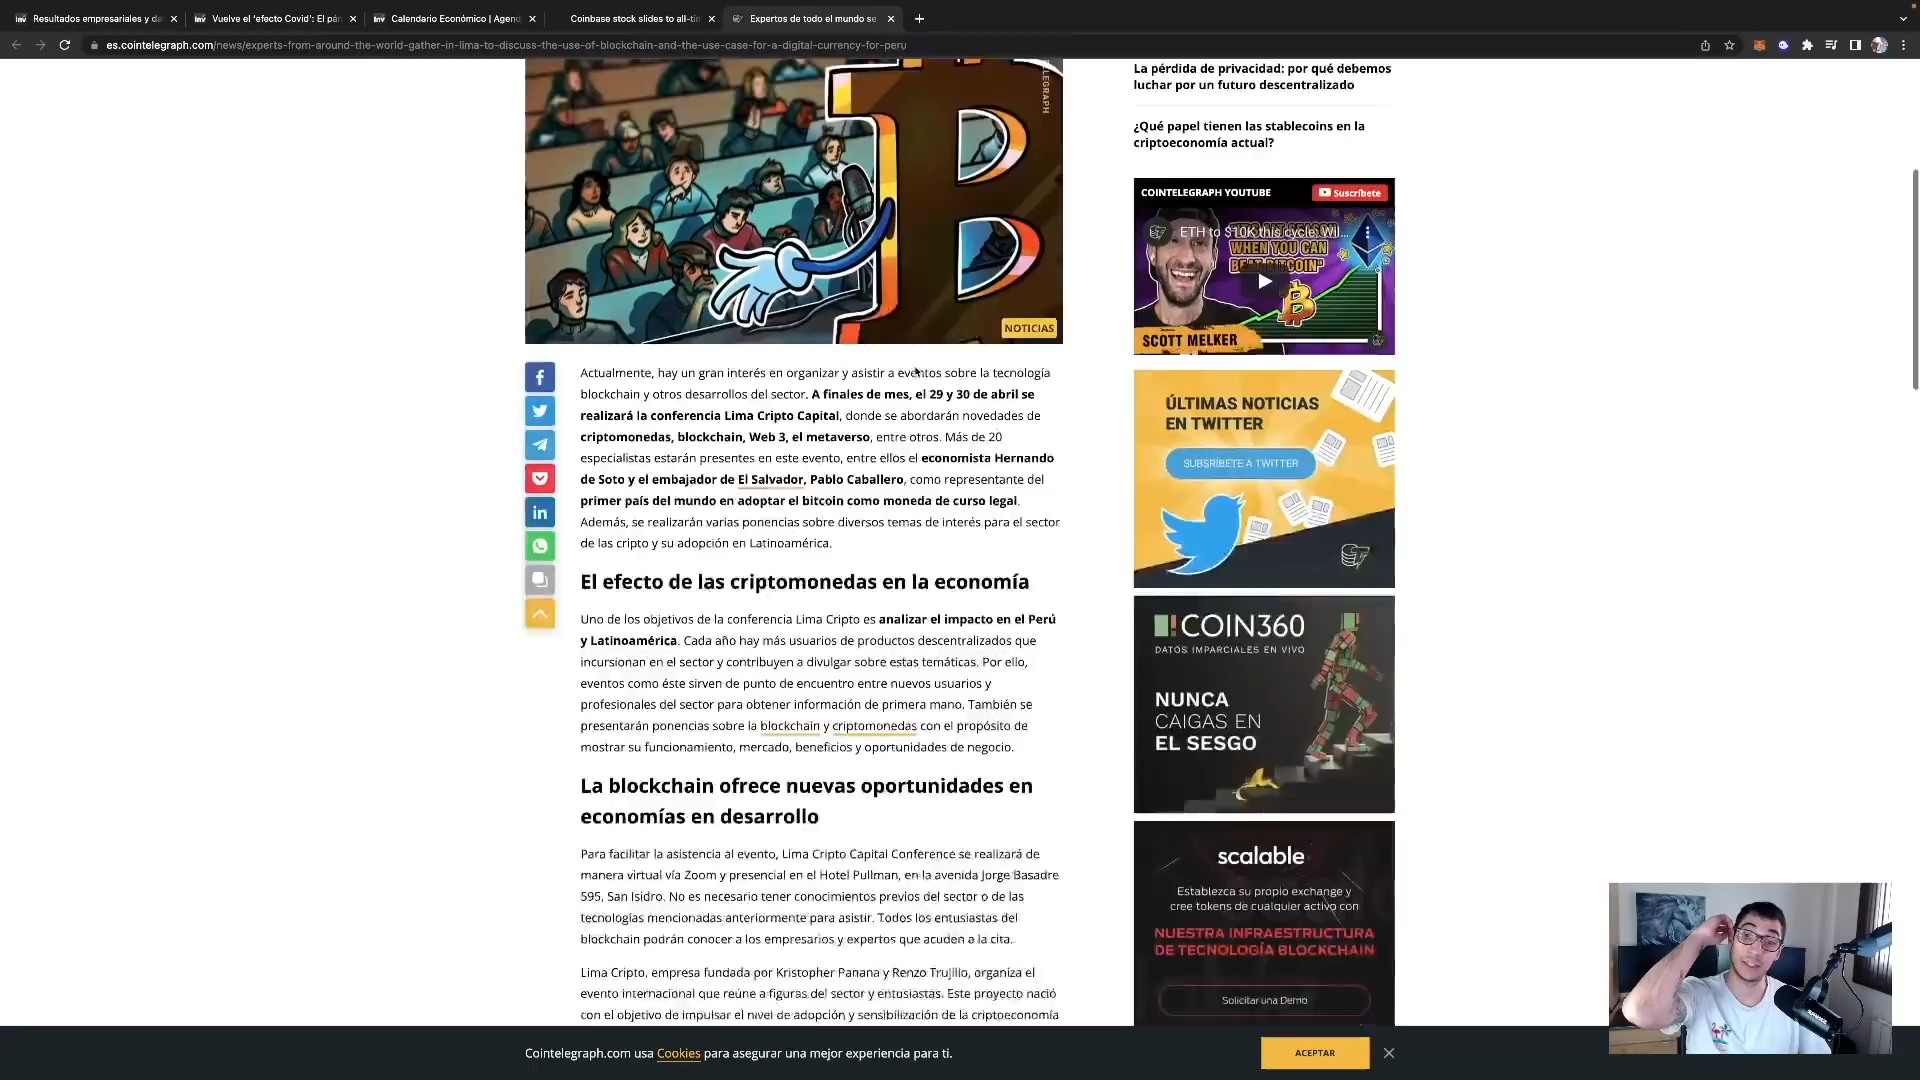 Resultados empresariales y da
Vuelve el 'efecto Covid': El pár
Calendario Económico | Agend
Coinbase stock slides to all-tin
Expertos de todo el mundo se
es.cointelegraph.com/news/experts-from-around-the-world-gather-in-lima-to-discuss-the-use-of-blockchain-and-the-use-case-for-a-digital-currency-for-peru
LEGRAPH
NOTICIAS
Actualmente, hay un gran interés en organizar y asistir a eventos sobre la tecnología
blockchain y otros desarrollos del sector. A finales de mes, el 29 y 30 de abril se
realizará la conferencia Lima Cripto Capital, donde se abordarán novedades de
criptomonedas, blockchain, Web 3, el metaverso, entre otros. Más de 20
especialistas estarán presentes en este evento, entre ellos el economista Hernando
de Soto y el embajador de El Salvador, Pablo Caballero, como representante del
primer país del mundo en adoptar el bitcoin como moneda de curso legal.
Además, se realizarán varias ponencias sobre diversos temas de interés para el sector
de las cripto y su adopción en Latinoamérica.
El efecto de las criptomonedas en la economía
Uno de los objetivos de la conferencia Lima Cripto es analizar el impacto en el Perú
y Latinoamérica. Cada año hay más usuarios de productos descentralizados que
incursionan en el sector y contribuyen a divulgar sobre estas temáticas. Por ello,
eventos como éste sirven de punto de encuentro entre nuevos usuarios y
profesionales del sector para obtener información de primera mano. También se
presentarán ponencias sobre la blockchain y criptomonedas con el propósito de
mostrar su funcionamiento, mercado, beneficios y oportunidades de negocio.
La blockchain ofrece nuevas oportunidades en
economías en desarrollo
Para facilitar la asistencia al evento, Lima Cripto Capital Conference se realizará de
manera virtual vía Zoom y presencial en el Hotel Pullman, en la avenida Jorge Basadre
595, San Isidro. No es necesario tener conocimientos previos del sector o de las
tecnologías mencionadas anteriormente para asistir. Todos los entusiastas del
blockchain podrán conocer a los empresarios y expertos que acuden a la cita.
Lima Cripto, empresa fundada por Kristopher Panana y Renzo Trujillo, organiza el
evento internacional que reúne a figuras del sector y entusiastas. Este proyecto nació
con el objetivo de impulsar el nivel de adopción y sensibilización de la criptoeconomía
La pérdida de privacidad: por qué debemos
luchar por un futuro descentralizado
¿Qué papel tienen las stablecoins en la
criptoeconomía actual?
COINTELEGRAPH YOUTUBE
Suscríbete
ETH to $10K this cycle, Wil...
WHEN YOU CAN
BEAT BITCOIN"
SCOTT MELKER
ÚLTIMAS NOTICIAS
EN TWITTER
SUBSRÍBETE A TWITTER
COIN360
DATOS IMPARCIALES EN VIVO
NUNCA
CAIGAS EN
EL SESGO
scalable
Establezca su propio exchange y
cree tokens de cualquier activo con
NUESTRA INFRAESTRUCTURA
DE TECNOLOGÍA BLOCKCHAIN
Solicitar una Demo
Cointelegraph.com usa Cookies para asegurar una mejor experiencia para ti.
ACEPTAR